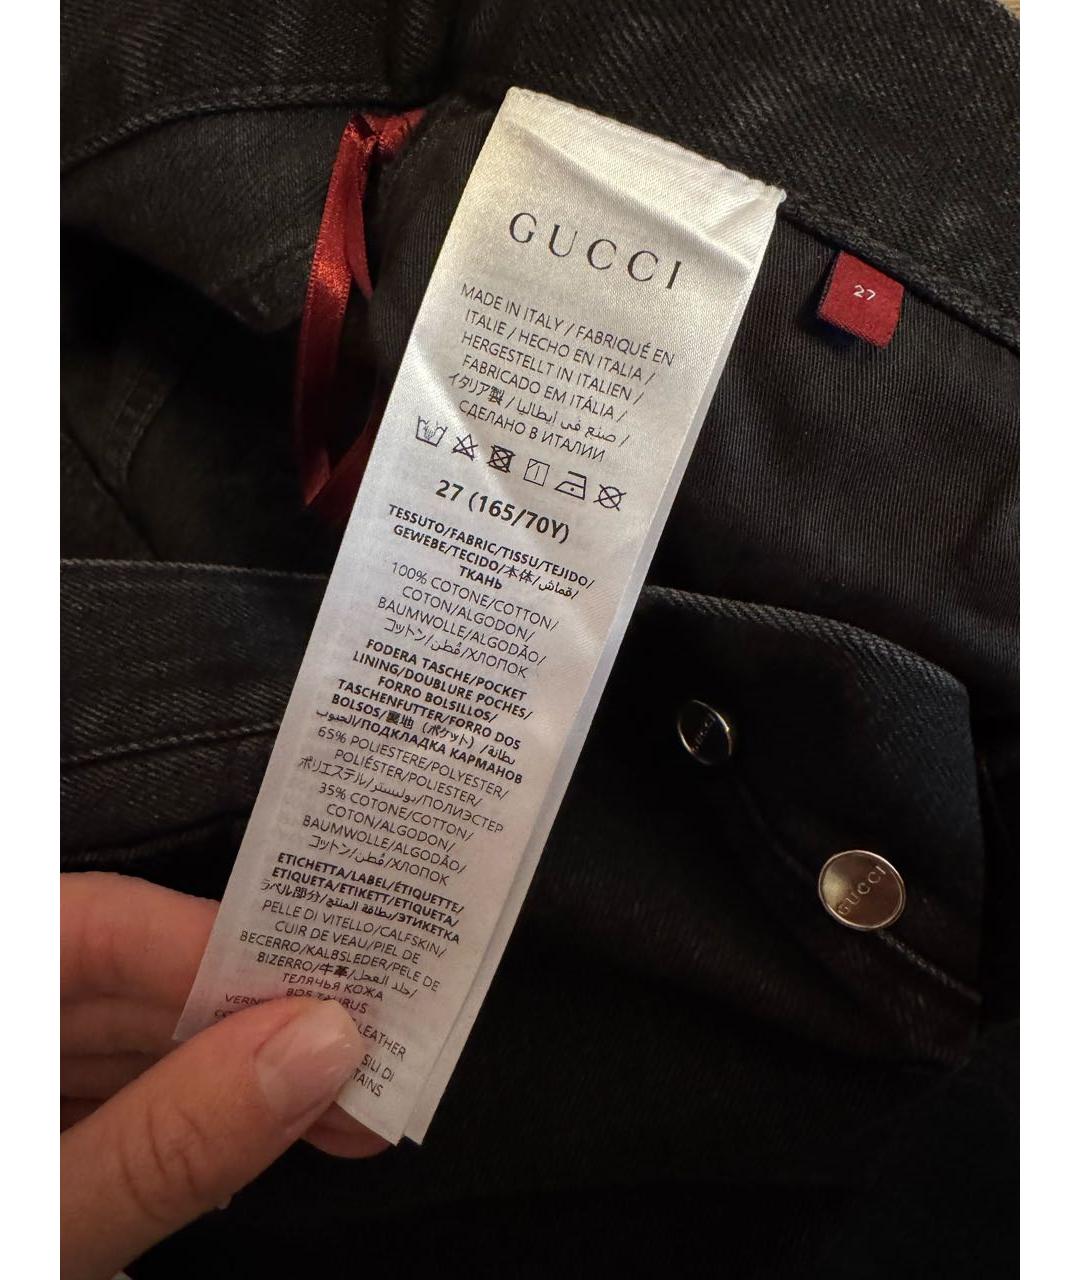 GUCCI
27
MADE IN ITALY / FABRIQUÉ EN
ITALIE / HECHO EN ITALIA /
HERGESTELLT IN ITALIEN /
FABRICADO EM ITÁLIA /
イタリア製 / صنع في إيطاليا /
СДЕЛАНО В ИТАЛИИ
27 (165/70Y)
TESSUTO/FABRIC/TISSU/TEJIDO/
GEWEBE/TECIDO/本体/قماش/
ТКАНЬ
100% COTONE/COTTON/
COTON/ALGODON/
BAUMWOLLE/ALGODÃO/
コットン/قطن/ХЛОПОК
FODERA TASCHE/POCKET
LINING/DOUBLURE POCHES/
FORRO BOLSILLOS/
TASCHENFUTTER/FORRO DOS
BOLSOS/裏地 (ポケット) /بطانة
الجيوب/ПОДКЛАДКА КАРМАНОВ
65% POLIESTERE/POLYESTER/
POLIÉSTER/POLIESTER/
ポリエステル/بوليستر/ПОЛИЭСТЕР
35% COTONE/COTTON/
COTON/ALGODON/
BAUMWOLLE/ALGODÃO/
コットン/قطن/ХЛОПОК
ETICHETTA/LABEL/ÉTIQUETTE/
ETIQUETA/ETIKETT/ETIQUETA/
ラベル部分/بطاقة المنتج/ЭТИКЕТКА
PELLE DI VITELLO/CALFSKIN/
CUIR DE VEAU/PIEL DE
BECERRO/KALBSLEDER/PELE DE
BIZERRO/牛革/جلد العجل/
ТЕЛЯЧЬЯ КОЖА
BOS TAURUS
VERN
LEATHER
SILI DI
TAINS
GUCCI